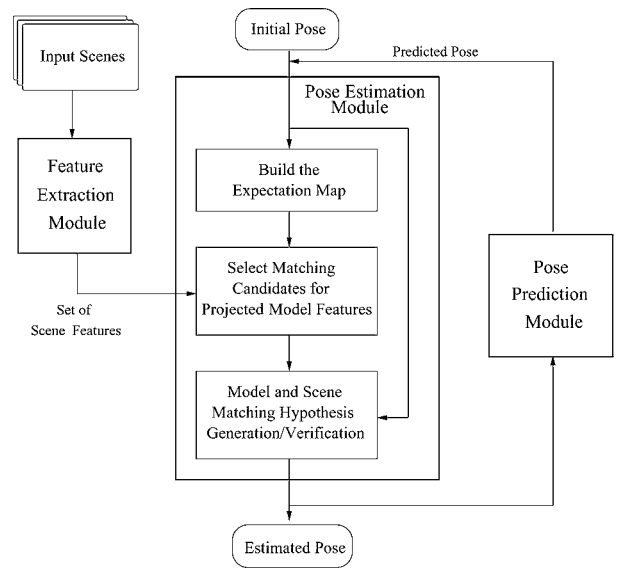 Input Scenes
Initial Pose
Predicted Pose
Pose Estimation
Module
Feature
Extraction
Module
Build the
Expectation Map
Select Matching
Candidates for
Projected Model Features
Set of
Scene Features
Pose
Prediction
Module
Model and Scene
Matching Hypothesis
Generation/Verification
Estimated Pose